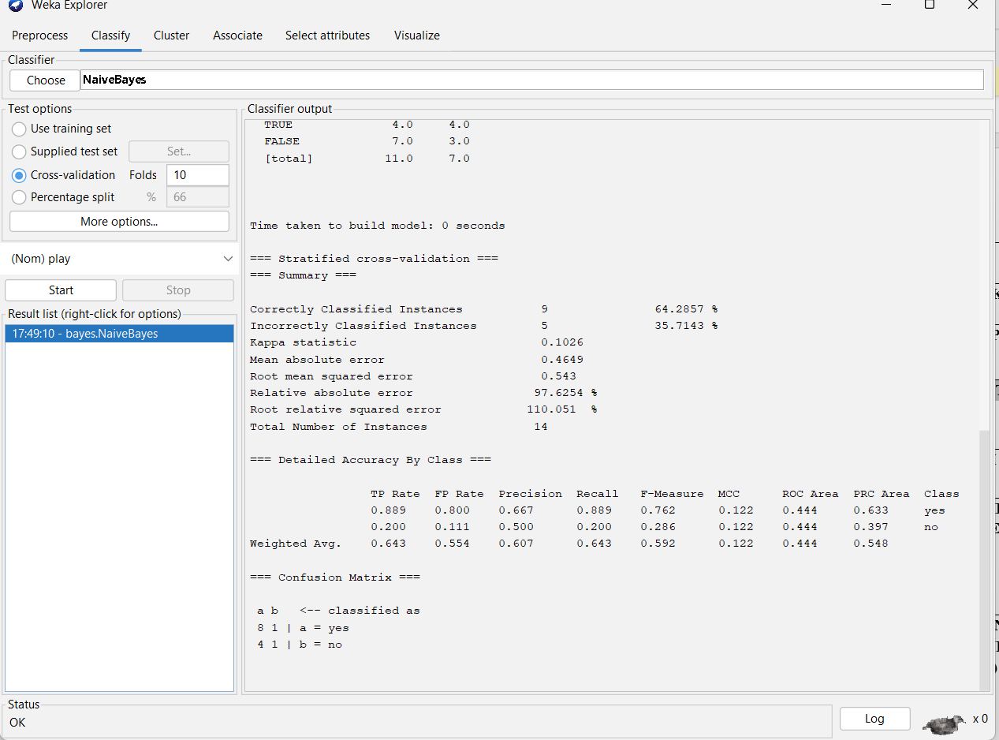 Weka Explorer
Preprocess Classify Cluster Associate Select attributes Visualize
Classifier
Choose NaiveBayes
Test options
Use training set
Supplied test set Set...
Cross-validation Folds 10
Percentage split % 66
More options...
(Nom) play
Start Stop
Result list (right-click for options)
17:49:10 - bayes.NaiveBayes
Classifier output
TRUE 4.0 4.0
FALSE 7.0 3.0
[total] 11.0 7.0
Time taken to build model: 0 seconds
=== Stratified cross-validation ===
=== Summary ===
Correctly Classified Instances 9 64.2857 %
Incorrectly Classified Instances 5 35.7143 %
Kappa statistic 0.1026
Mean absolute error 0.4649
Root mean squared error 0.543
Relative absolute error 97.6254 %
Root relative squared error 110.051 %
Total Number of Instances 14
=== Detailed Accuracy By Class ===
TP Rate FP Rate Precision Recall F-Measure MCC ROC Area PRC Area Class
0.889 0.800 0.667 0.889 0.762 0.122 0.444 0.633 yes
0.200 0.111 0.500 0.200 0.286 0.122 0.444 0.397 no
Weighted Avg. 0.643 0.554 0.607 0.643 0.592 0.122 0.444 0.548
=== Confusion Matrix ===
a b <-- classified as
8 1 | a = yes
4 1 | b = no
Status
OK
Log
x 0